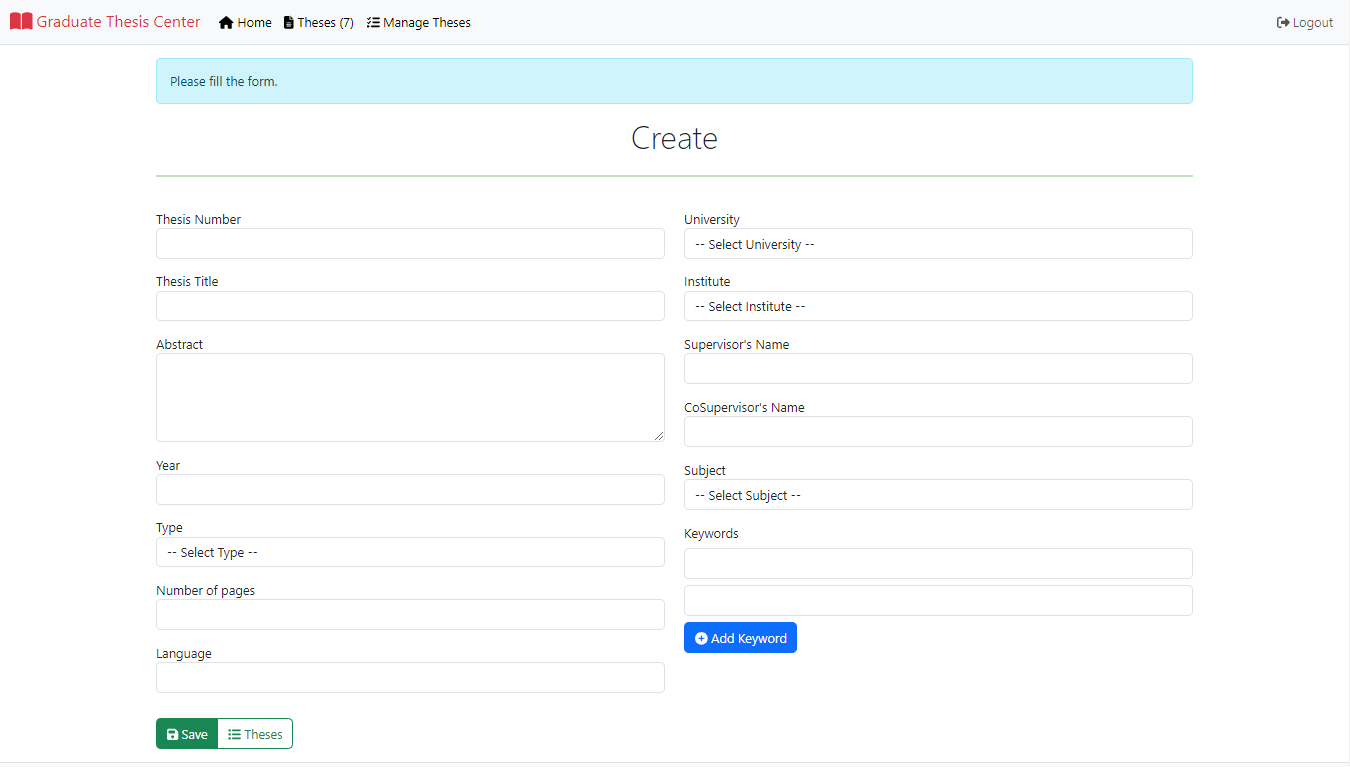 Graduate Thesis Center Home Theses (7) Manage Theses Logout
Please fill the form.
Create
Thesis Number
Thesis Title
Abstract
Year
Type
-- Select Type --
Number of pages
Language
University
-- Select University --
Institute
-- Select Institute --
Supervisor's Name
CoSupervisor's Name
Subject
-- Select Subject --
Keywords
Add Keyword
Save Theses